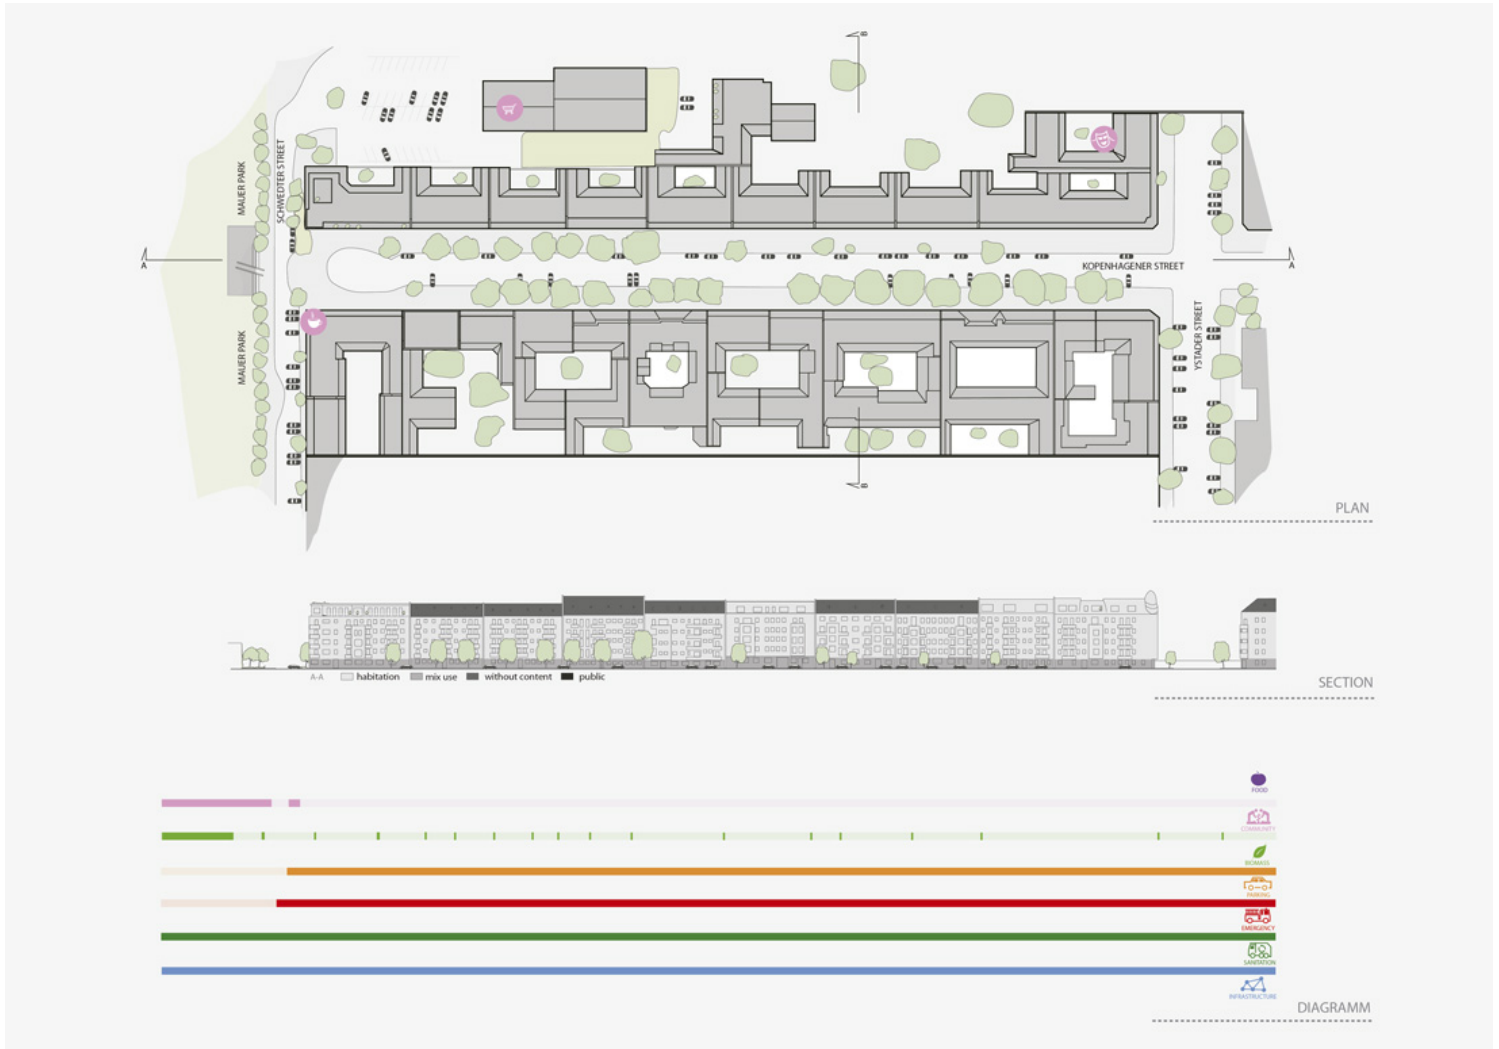 B
MAUER PARK
SCHWEDTER STREET
A
KOPENHAGENER STREET
A
MAUER PARK
YSTADER STREET
B
PLAN
A-A
habitation
mix use
without content
public
SECTION
FOOD
COMMUNITY
BIOMASS
PARKING
EMERGENCY
SANITATION
INFRASTRUCTURE
DIAGRAMM